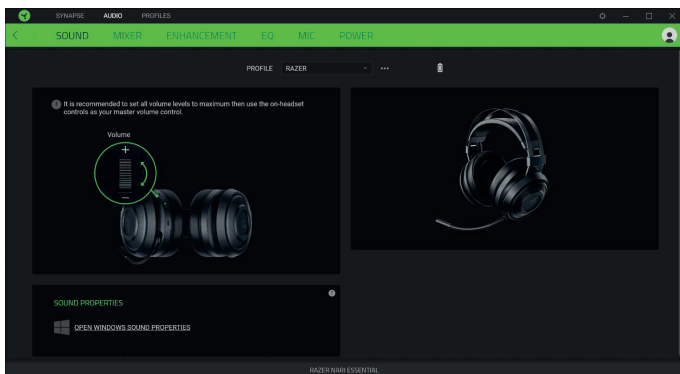 SYNAPSE AUDIO PROFILES
SOUND MIXER ENHANCEMENT EQ MIC POWER
PROFILE RAZER
It is recommended to set all volume levels to maximum then use the on-headset
controls as your master volume control.
Volume
SOUND PROPERTIES
OPEN WINDOWS SOUND PROPERTIES
RAZER NARI ESSENTIAL